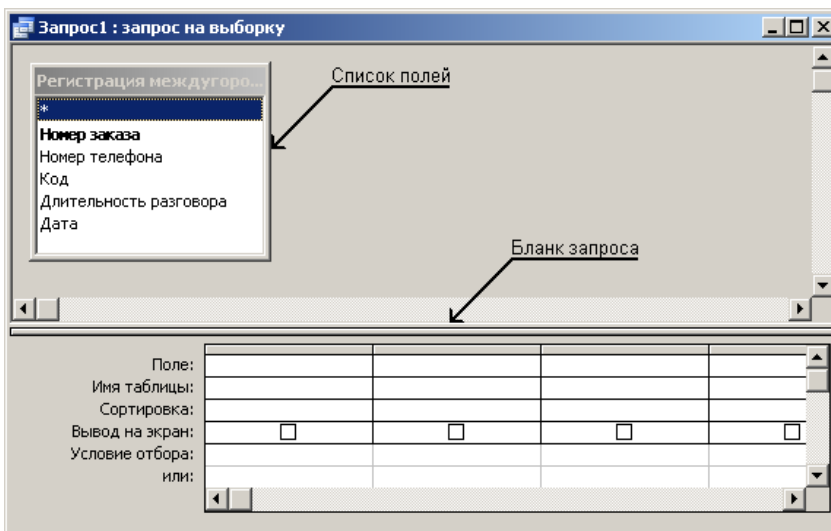 Запрос1 : запрос на выборку
Список полей
Регистрация междугоро...
*
Номер заказа
Номер телефона
Код
Длительность разговора
Дата
Бланк запроса
Поле:
Имя таблицы:
Сортировка:
Вывод на экран:
Условие отбора:
или: